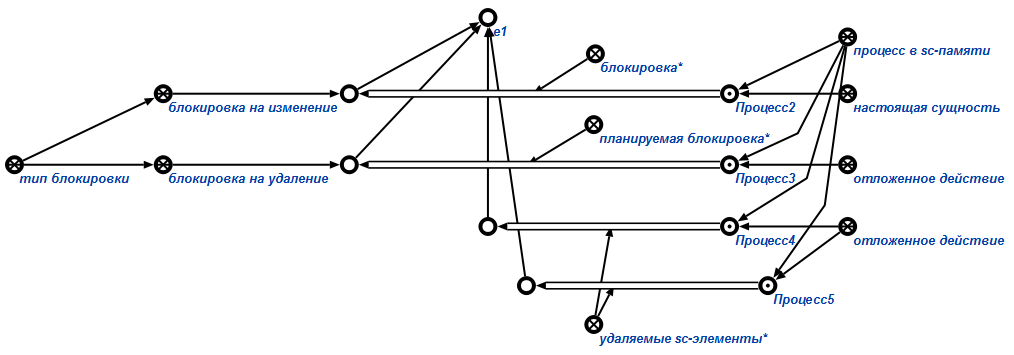 e1
процесс в sc-памяти
блокировка*
блокировка на изменение
Процесс2
настоящая сущность
планируемая блокировка*
тип блокировки
блокировка на удаление
Процесс3
отложенное действие
Процесс4
отложенное действие
Процесс5
удаляемые sc-элементы*